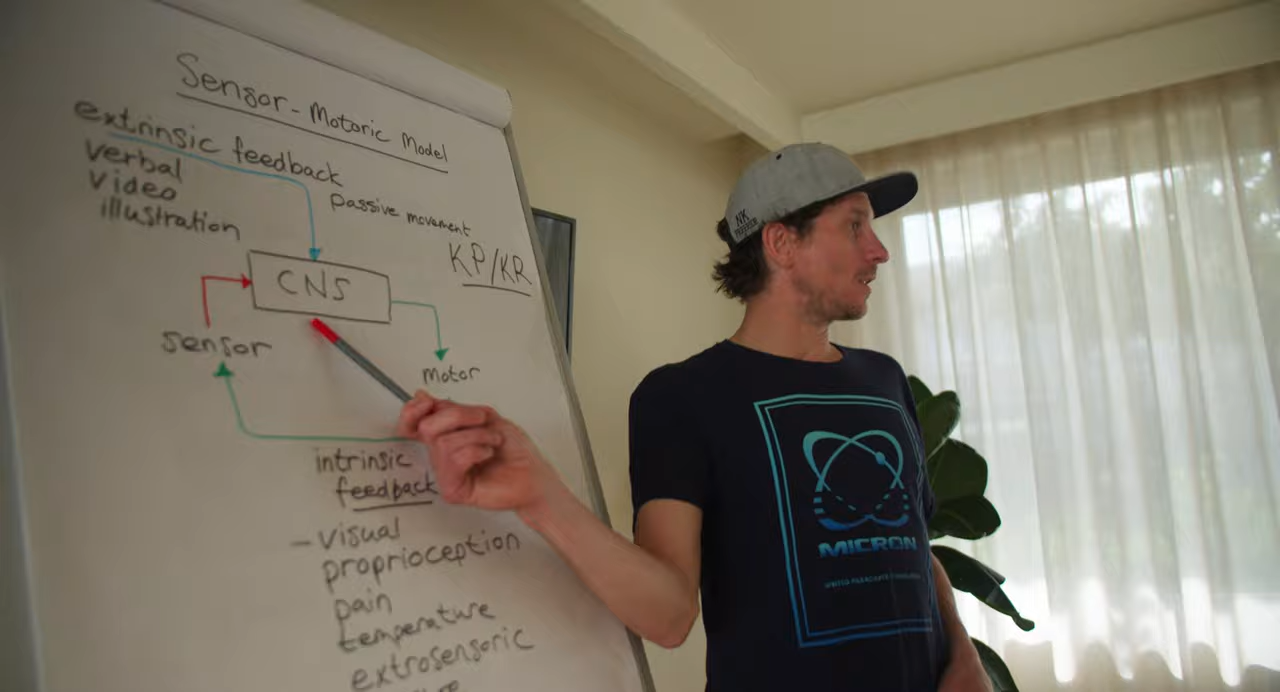 Sensor-Motoric Model
extrinsic feedback
verbal
video
illustration
passive movement
KP/KR
CNS
sensor
motor
intrinsic
feedback
- visual
proprioception
pain
temperature
extrosensoric
NK
MICRON